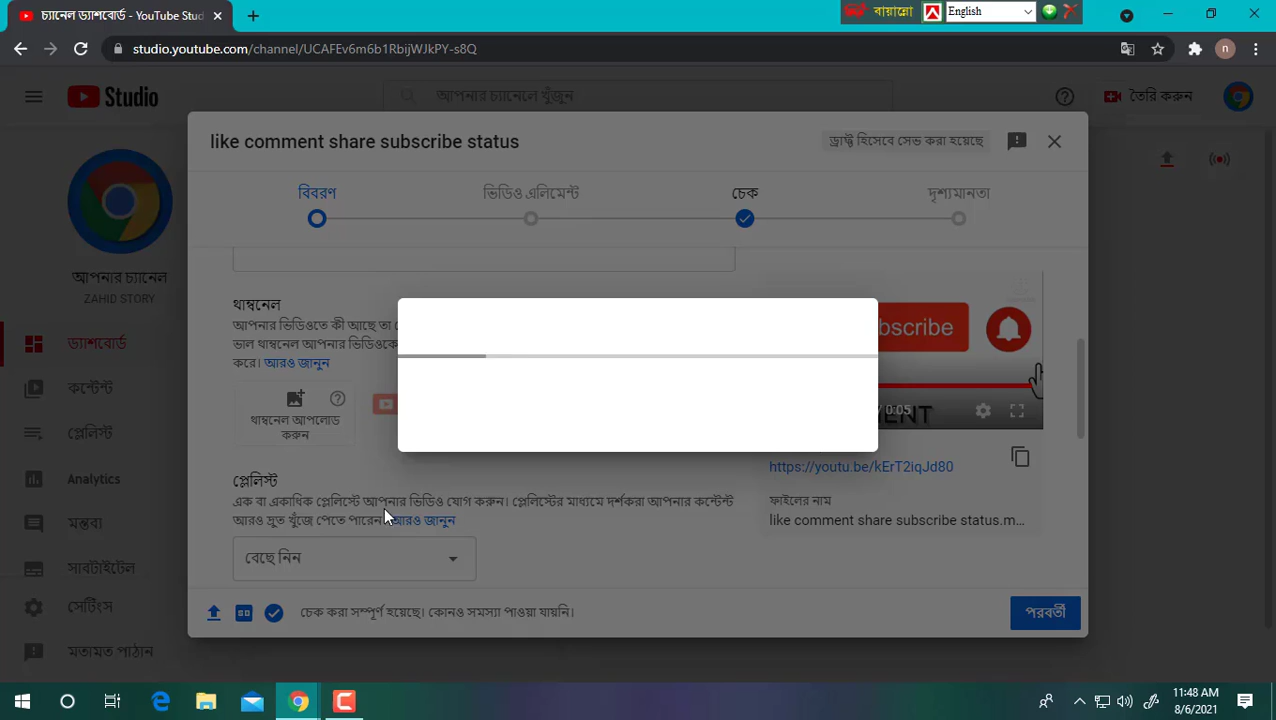 চ্যানেল ড্যাশবোর্ড - YouTube St
বায়ান্নো
English
studio.youtube.com/channel/UCAFEv6m6b1RbijWJkPY-s8Q
n
Studio
আপনার চ্যানেলে খুঁজুন
তৈরি করুন
like comment share subscribe status
ড্রাফ্ট হিসেবে সেভ করা হয়েছে
বিবরণ
ভিডিও এলিমেন্ট
চেক
দৃশ্যমানতা
আপনার চ্যানেল
ZAHID STORY
ড্যাশবোর্ড
কন্টেন্ট
প্লেলিস্ট
Analytics
মন্তব্য
সাবটাইটেল
সেটিংস
মতামত পাঠান
থাম্বনেল
আপনার ভিডিওতে কী আছে তা
ভাল থাম্বনেল আপনার ভিডিওকে
করে। আরও জানুন
থাম্বনেল আপলোড
করুন
প্লেলিস্ট
এক বা একাধিক প্লেলিস্টে আপনার ভিডিও যোগ করুন। প্লেলিস্টের মাধ্যমে দর্শকরা আপনার কন্টেন্ট
আরও দ্রুত খুঁজে পেতে পারেন। আরও জানুন
বেছে নিন
bscribe
/ 0:05
https://youtu.be/kErT2iqJd80
ফাইলের নাম
like comment share subscribe status.m...
চেক করা সম্পূর্ণ হয়েছে। কোনও সমস্যা পাওয়া যায়নি।
পরবর্তী
11:48 AM
8/6/2021